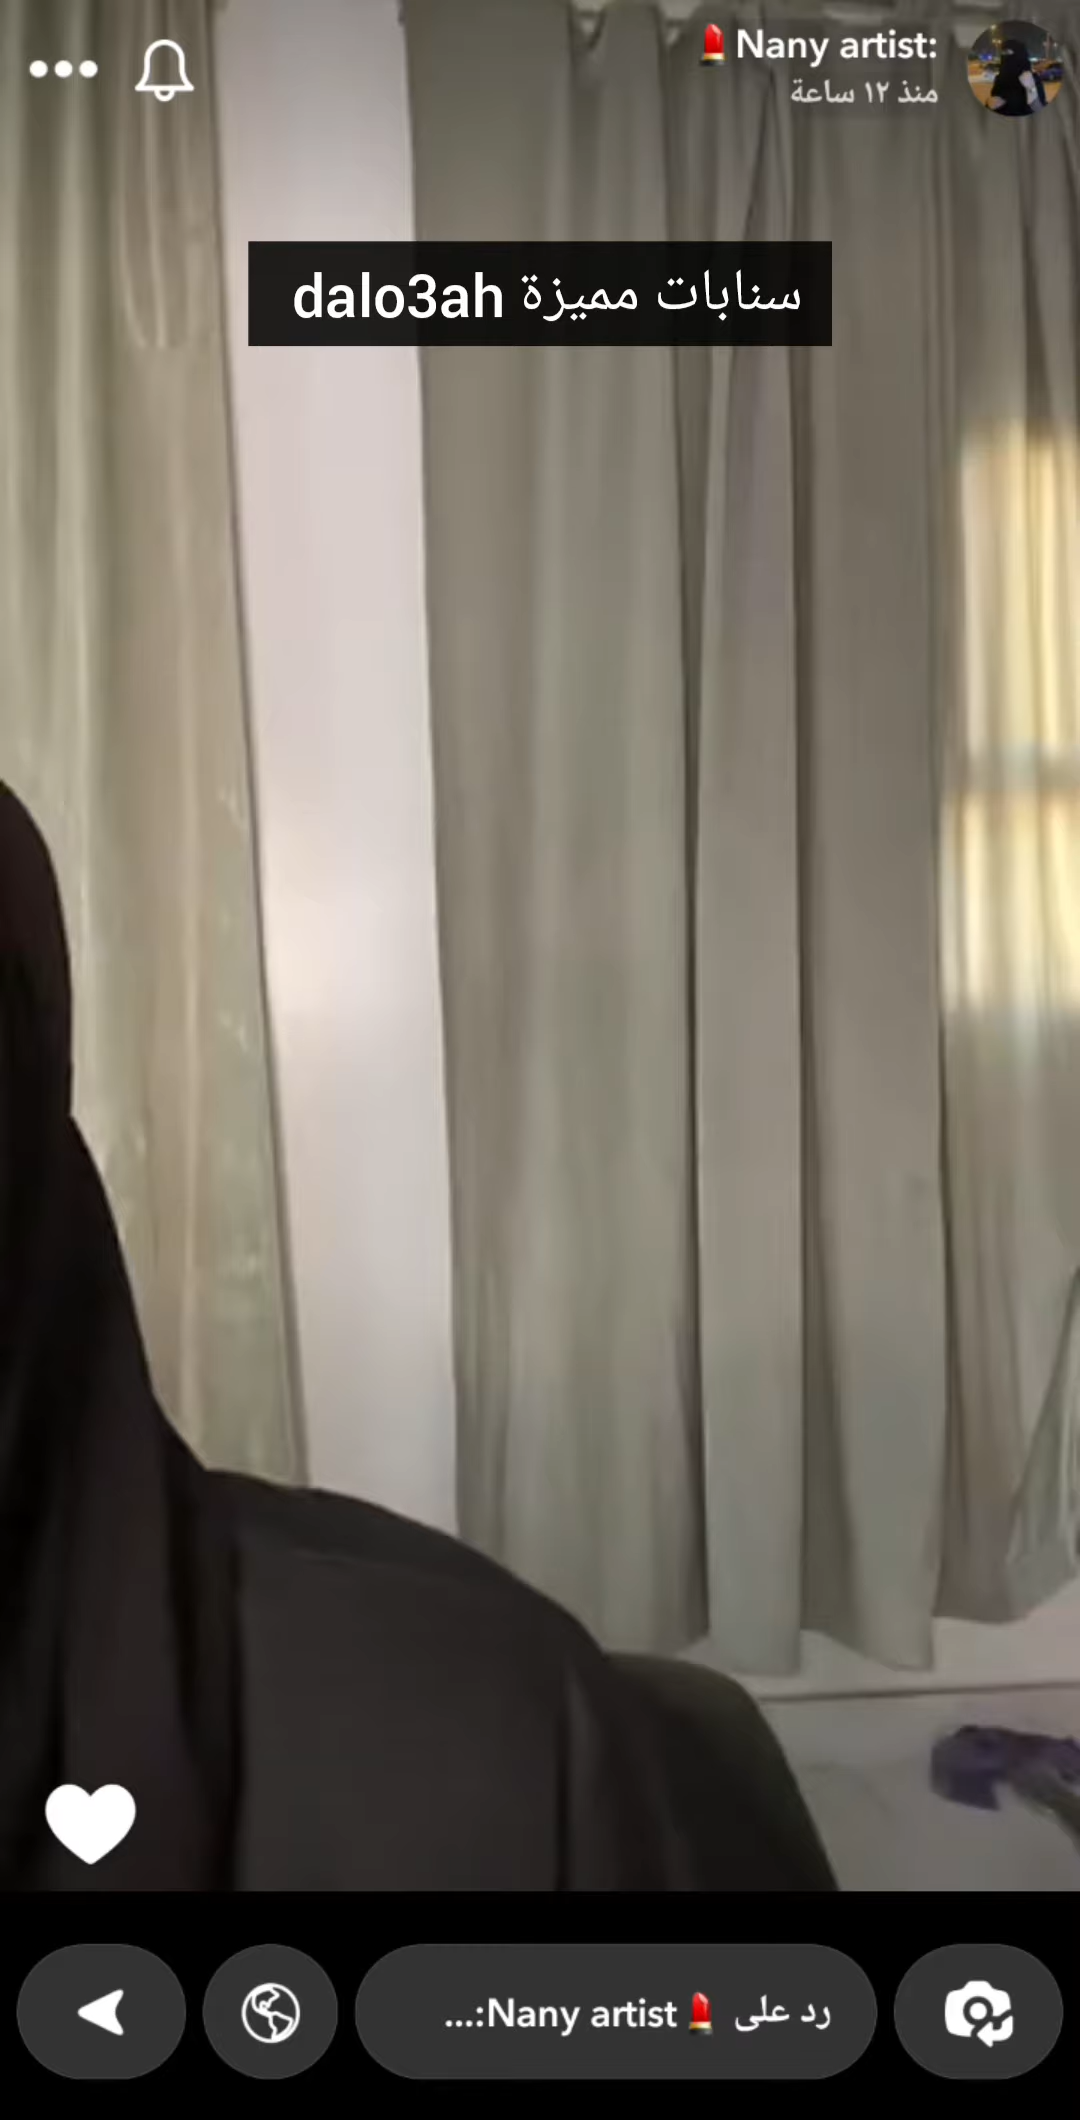 Nany artist:💄
منذ ١٢ ساعة
سنابات مميزة dalo3ah
رد على 💄Nany artist:...